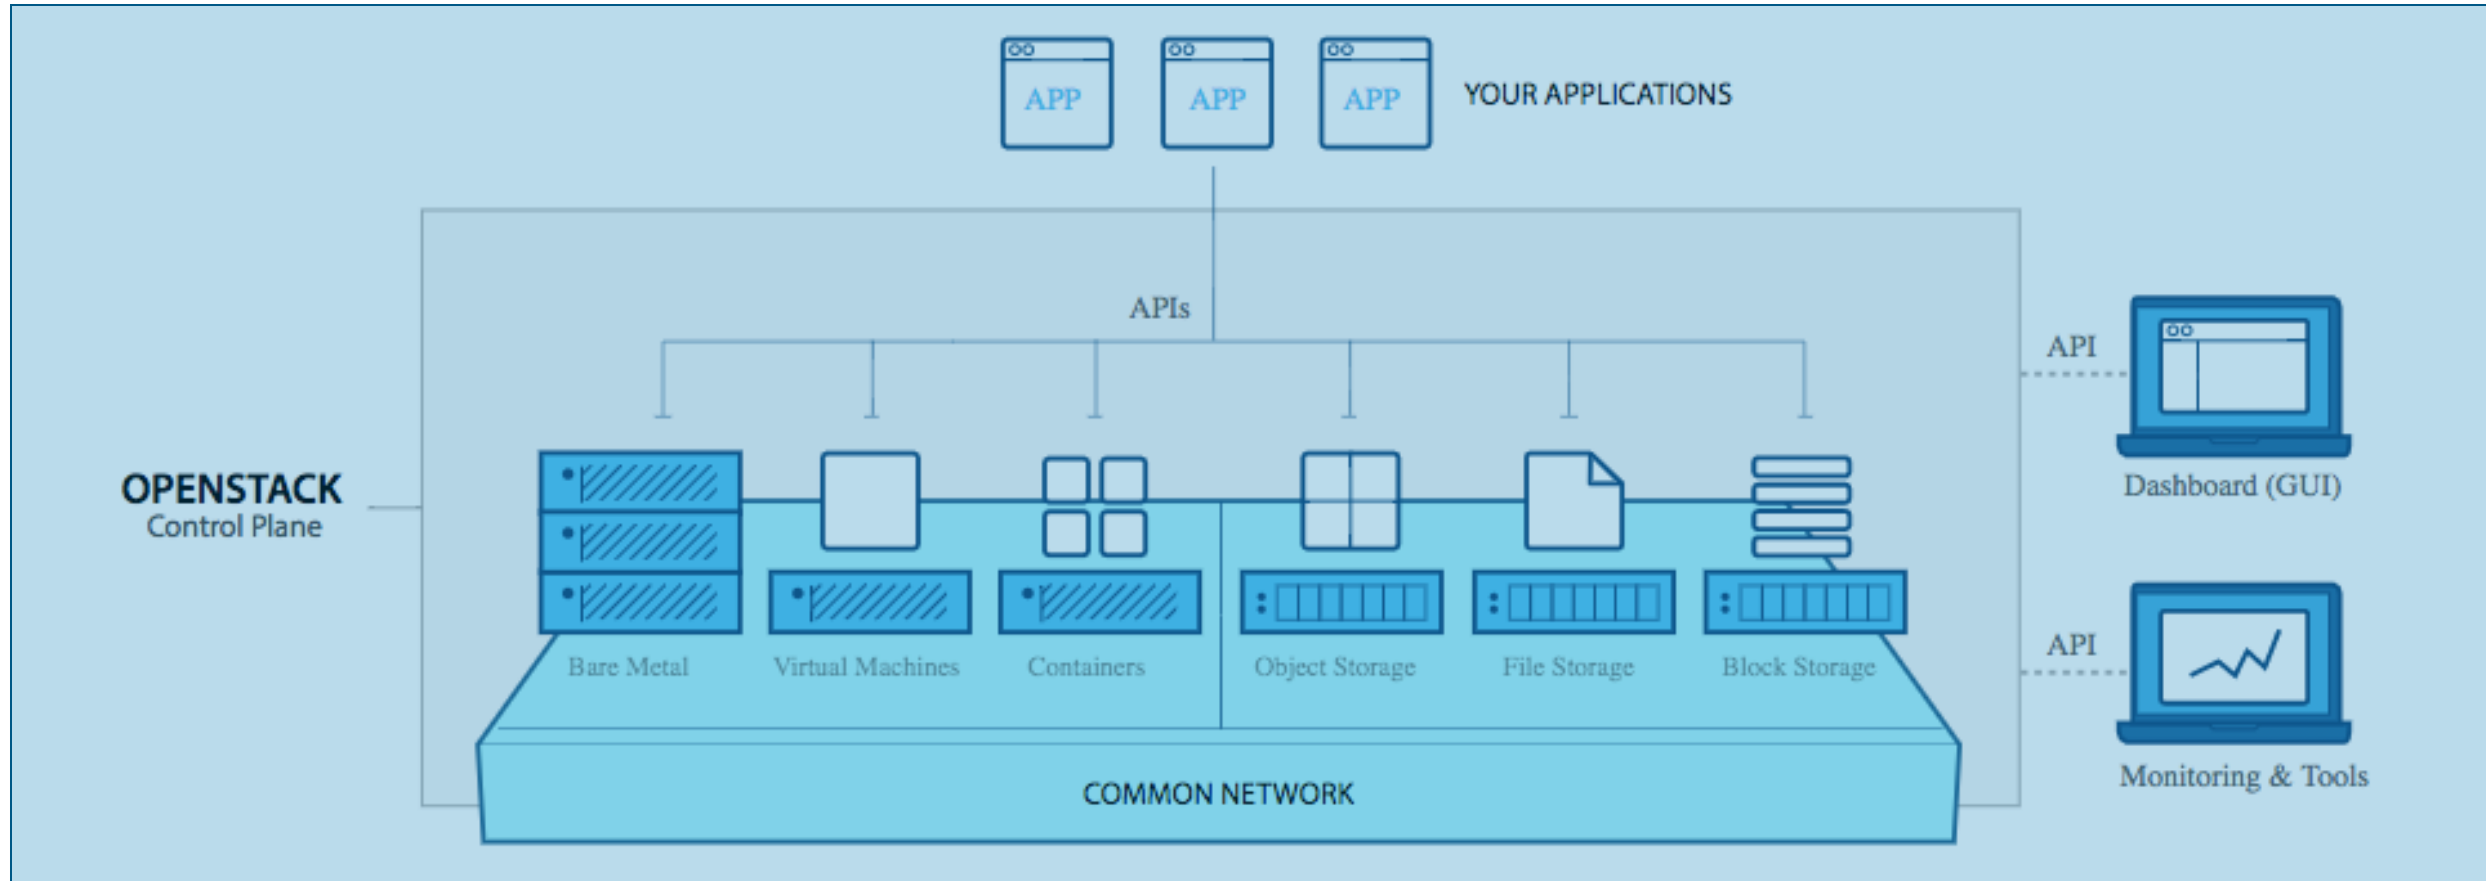 APP APP APP YOUR APPLICATIONS
APIs
API
Dashboard (GUI)
OPENSTACK
Control Plane
API
Bare Metal Virtual Machines Containers Object Storage File Storage Block Storage
Monitoring & Tools
COMMON NETWORK